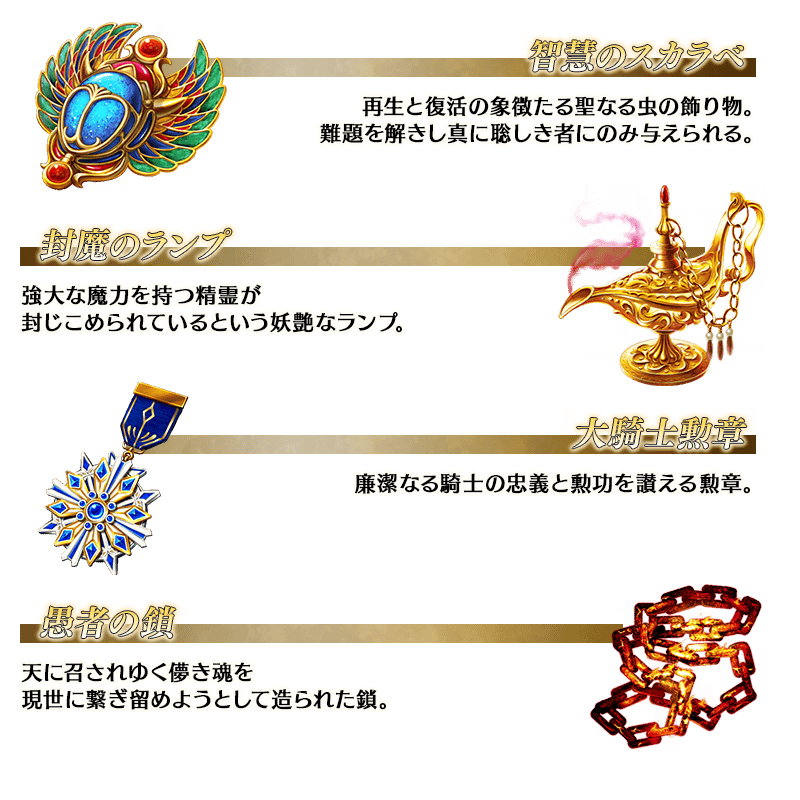 智慧のスカラベ
再生と復活の象徴たる聖なる虫の飾り物。
難題を解きし真に聡しき者にのみ与えられる。
封魔のランプ
強大な魔力を持つ精霊が
封じこめられているという妖艶なランプ。
大騎士勲章
廉潔なる騎士の忠義と勲功を讃える勲章。
愚者の鎖
天に召されゆく儚き魂を
現世に繋ぎ留めようとして造られた鎖。